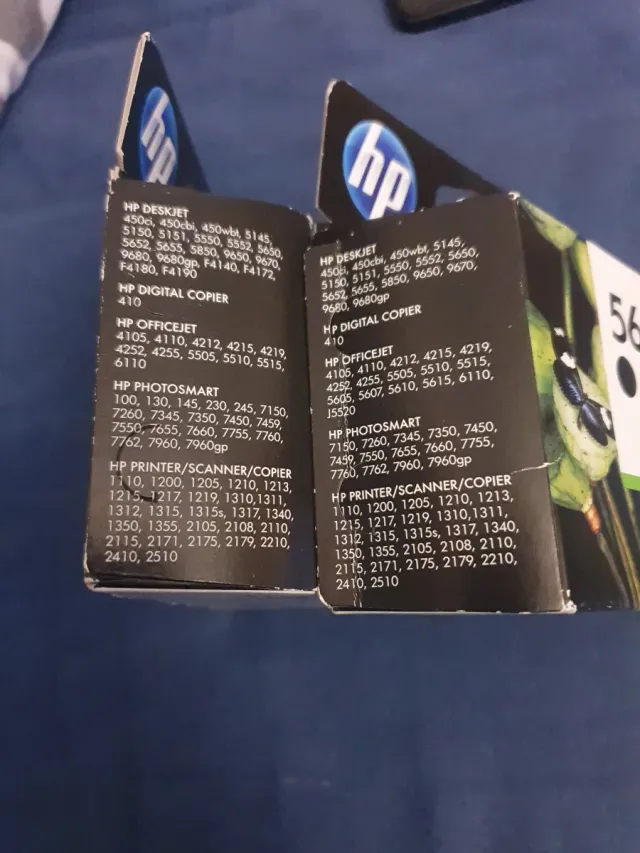 hp
HP DESKJET
450ci, 450cbi, 450wbt, 5145,
5150, 5151, 5550, 5552, 5650,
5652, 5655, 5850, 9650, 9670,
9680, 9680gp, F4140, F4172,
F4180, F4190
HP DIGITAL COPIER
410
HP OFFICEJET
4105, 4110, 4212, 4215, 4219,
4252, 4255, 5505, 5510, 5515,
6110
HP PHOTOSMART
100, 130, 145, 230, 245, 7150,
7260, 7345, 7350, 7450, 7459,
7550, 7655, 7660, 7755, 7760,
7762, 7960, 7960gp
HP PRINTER/SCANNER/COPIER
1110, 1200, 1205, 1210, 1213,
1215, 1217, 1219, 1310,1311,
1312, 1315, 1315s, 1317, 1340,
1350, 1355, 2105, 2108, 2110,
2115, 2171, 2175, 2179, 2210,
2410, 2510
hp
HP DESKJET
450ci, 450cbi, 450wbt, 5145,
5150, 5151, 5550, 5552, 5650,
5652, 5655, 5850, 9650, 9670,
9680, 9680gp
HP DIGITAL COPIER
410
HP OFFICEJET
4105, 4110, 4212, 4215, 4219,
4252, 4255, 5505, 5510, 5515,
5605, 5607, 5610, 5615, 6110,
J5520
HP PHOTOSMART
7150, 7260, 7345, 7350, 7450,
7459, 7550, 7655, 7660, 7755,
7760, 7762, 7960, 7960gp
HP PRINTER/SCANNER/COPIER
1110, 1200, 1205, 1210, 1213,
1215, 1217, 1219, 1310,1311,
1312, 1315, 1315s, 1317, 1340,
1350, 1355, 2105, 2108, 2110,
2115, 2171, 2175, 2179, 2210,
2410, 2510
56